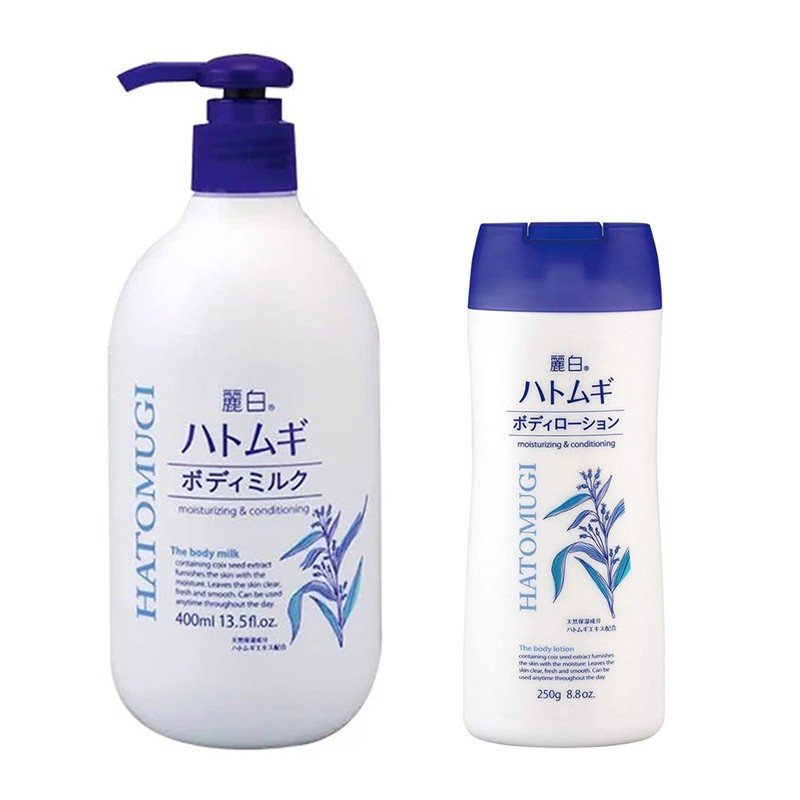 麗白®
ハトムギ
ボディミルク
moisturizing & conditioning
HATOMUGI
The body milk
containing coix seed extract
furnishes the skin with the
moisture. Leaves the skin clear,
fresh and smooth. Can be used
anytime throughout the day.
400ml 13.5fl.oz.
天然保湿成分
ハトムギエキス配合
麗白®
ハトムギ
ボディローション
moisturizing & conditioning
HATOMUGI
天然保湿成分
ハトムギエキス配合
The body lotion
containing coix seed extract furnishes
the skin with the moisture. Leaves the
skin clear, fresh and smooth. Can be
used anytime throughout the day.
250g 8.8oz.